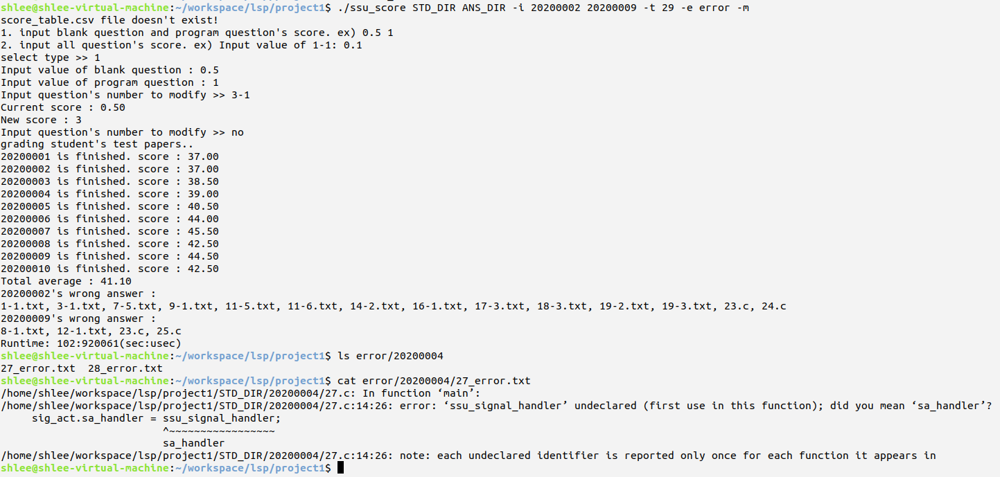 shlee@shlee-virtual-machine:~/workspace/lsp/project1$ ./ssu_score STD_DIR ANS_DIR -i 20200002 20200009 -t 29 -e error -m
score_table.csv file doesn't exist!
1. input blank question and program question's score. ex) 0.5 1
2. input all question's score. ex) Input value of 1-1: 0.1
select type >> 1
Input value of blank question : 0.5
Input value of program question : 1
Input question's number to modify >> 3-1
Current score : 0.50
New score : 3
Input question's number to modify >> no
grading student's test papers..
20200001 is finished. score : 37.00
20200002 is finished. score : 37.00
20200003 is finished. score : 38.50
20200004 is finished. score : 39.00
20200005 is finished. score : 40.50
20200006 is finished. score : 44.00
20200007 is finished. score : 45.50
20200008 is finished. score : 42.50
20200009 is finished. score : 44.50
20200010 is finished. score : 42.50
Total average : 41.10
20200002's wrong answer :
1-1.txt, 3-1.txt, 7-5.txt, 9-1.txt, 11-5.txt, 11-6.txt, 14-2.txt, 16-1.txt, 17-3.txt, 18-3.txt, 19-2.txt, 19-3.txt, 23.c, 24.c
20200009's wrong answer :
8-1.txt, 12-1.txt, 23.c, 25.c
Runtime: 102:920061(sec:usec)
shlee@shlee-virtual-machine:~/workspace/lsp/project1$ ls error/20200004
27_error.txt  28_error.txt
shlee@shlee-virtual-machine:~/workspace/lsp/project1$ cat error/20200004/27_error.txt
/home/shlee/workspace/lsp/project1/STD_DIR/20200004/27.c: In function ‘main’:
/home/shlee/workspace/lsp/project1/STD_DIR/20200004/27.c:14:26: error: ‘ssu_signal_handler’ undeclared (first use in this function); did you mean ‘sa_handler’?
     sig_act.sa_handler = ssu_signal_handler;
                          ^~~~~~~~~~~~~~~~~~
                          sa_handler
/home/shlee/workspace/lsp/project1/STD_DIR/20200004/27.c:14:26: note: each undeclared identifier is reported only once for each function it appears in
shlee@shlee-virtual-machine:~/workspace/lsp/project1$